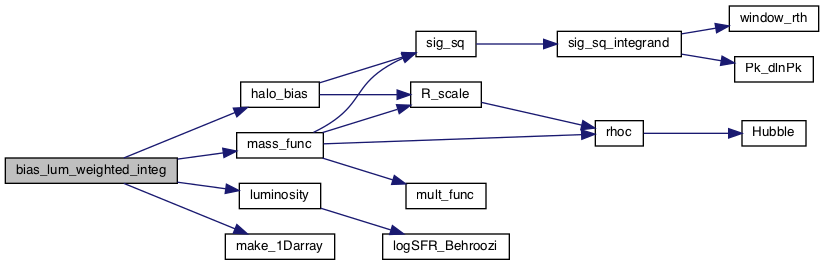 window_rth
sig_sq
sig_sq_integrand
Pk_dlnPk
halo_bias
R_scale
rhoc
Hubble
mass_func
bias_lum_weighted_integ
luminosity
mult_func
make_1Darray
logSFR_Behroozi